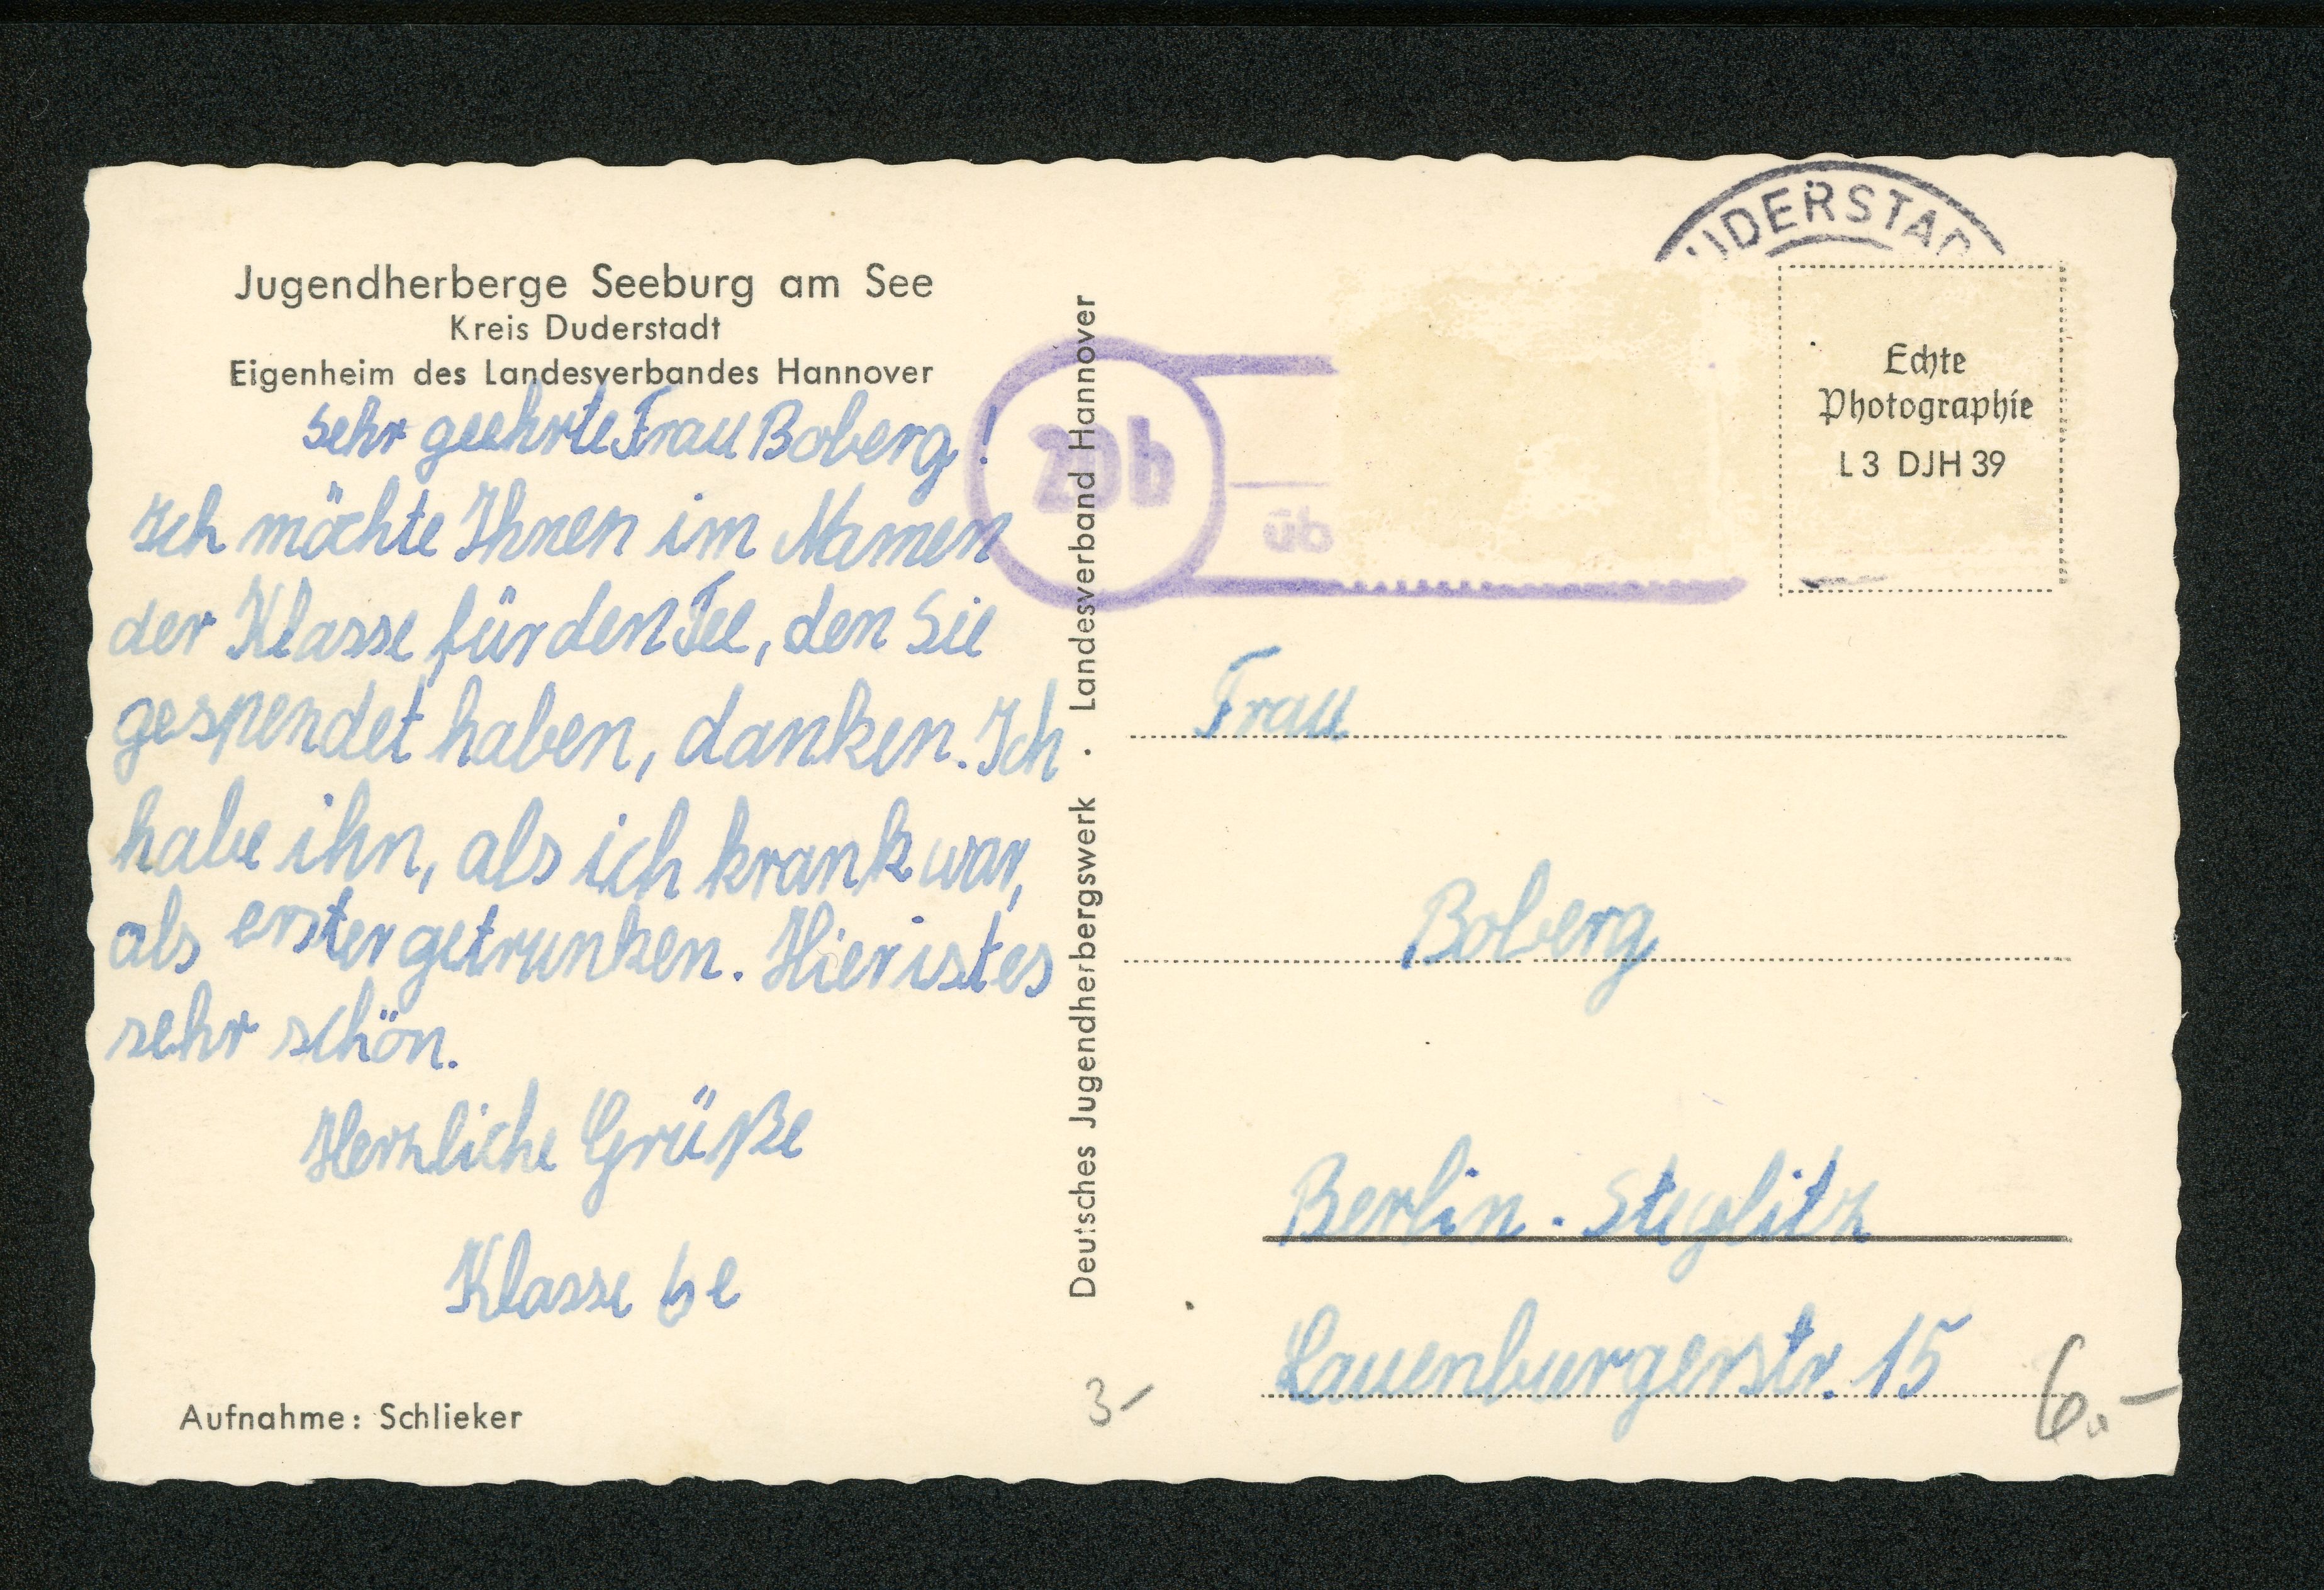 Jugendherberge Seeburg am See
Kreis Duderstadt
Eigenheim des Landesverbandes Hannover
Sehr geehrte Frau Boberg!
Ich möchte Ihnen im Namen
der Klasse für den Tee, den Sie
gespendet haben, danken. Ich
habe ihn, als ich krank war,
als erster getrunken. Hier ist es
sehr schön.
Herzliche Grüße
Klasse 6e
Aufnahme: Schlieker
Deutsches Jugendherbergswerk · Landesverband Hannover
3-
UDERSTAD
20b
üb
Echte
Photographie
L 3 DJH 39
Frau
Boberg
Berlin-Steglitz
Lauenburgerstr. 15
6.-